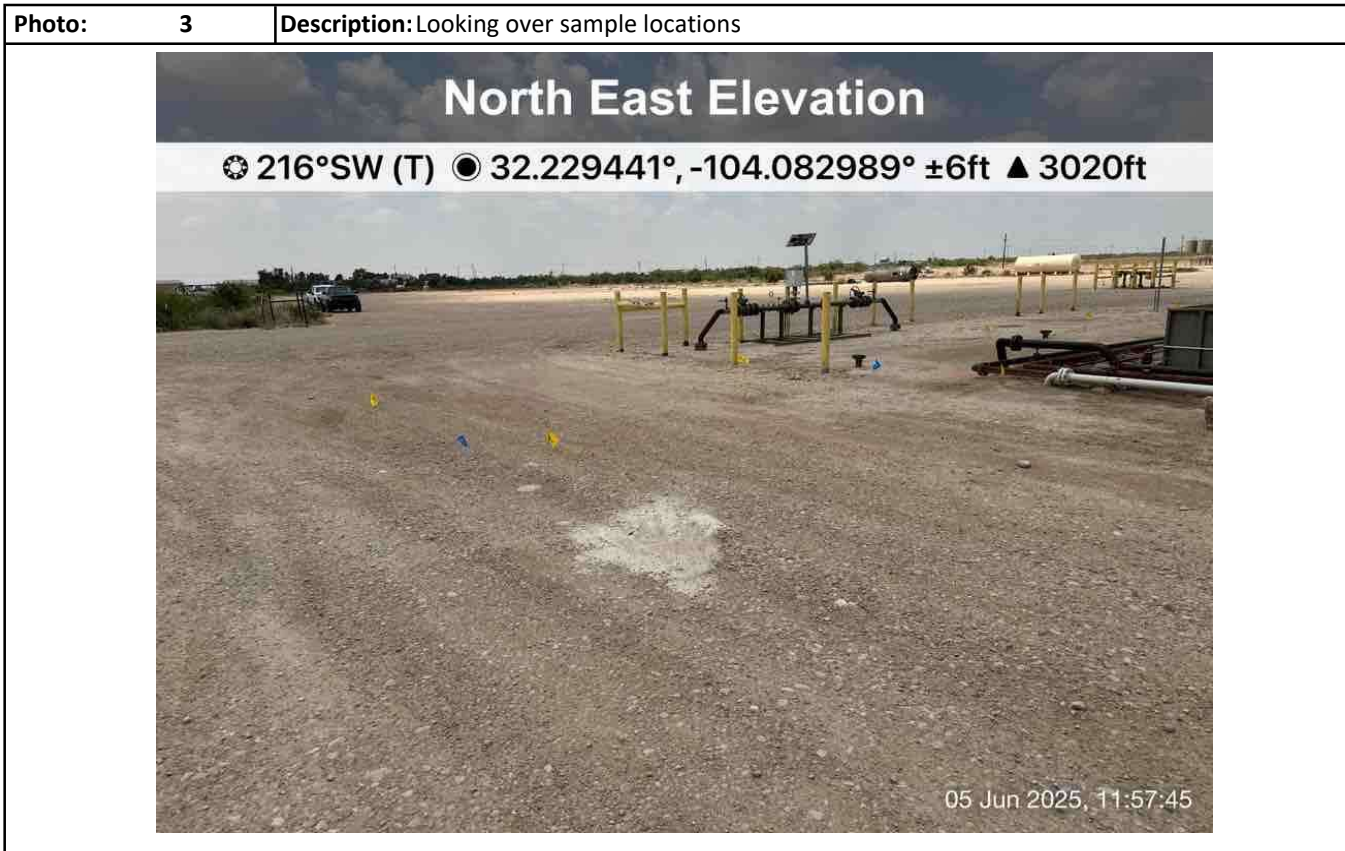 Photo: 3 Description: Looking over sample locations
North East Elevation
216°SW (T) 32.229441°, -104.082989° ±6ft ▲ 3020ft
05 Jun 2025, 11:57:45